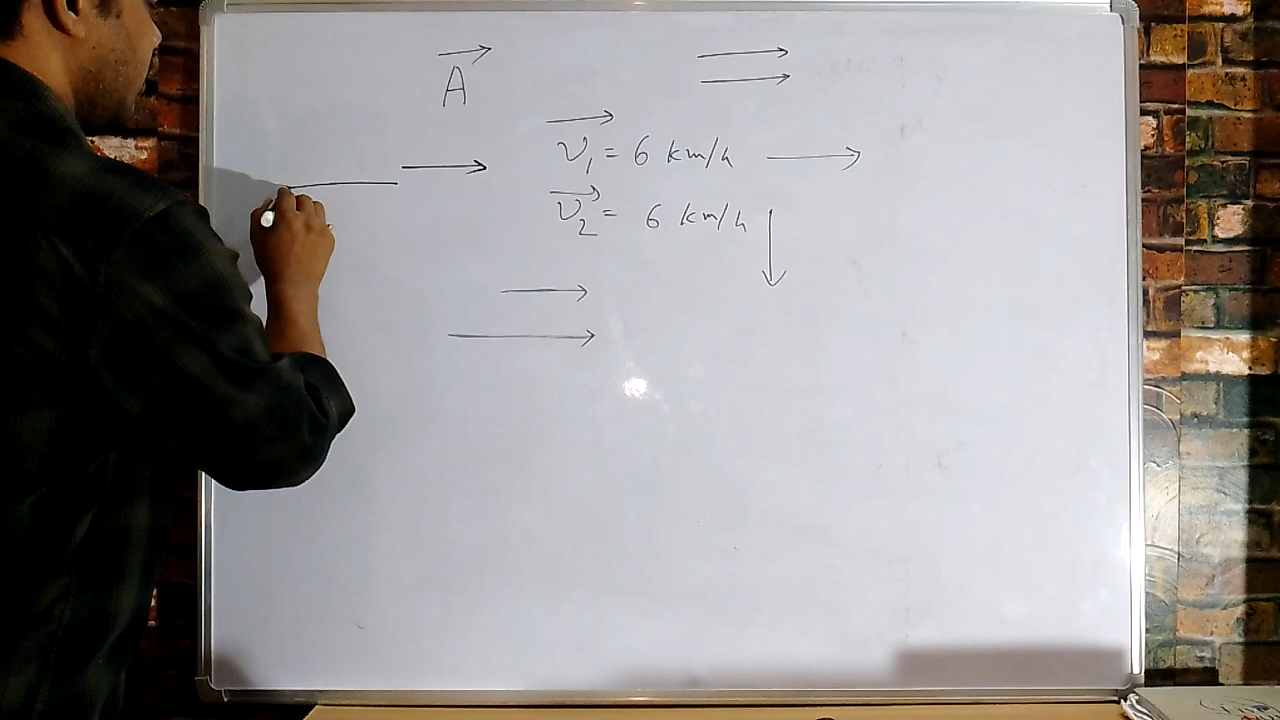 A
v₁ = 6 km/h
v₂ = 6 km/h